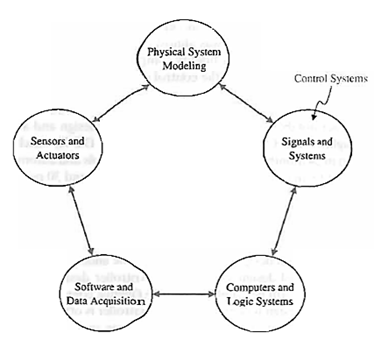 Physical System
Modeling
Control Systems
Sensors and
Actuators
Signals and
Systems
Software and
Data Acquisition
Computers and
Logic Systems